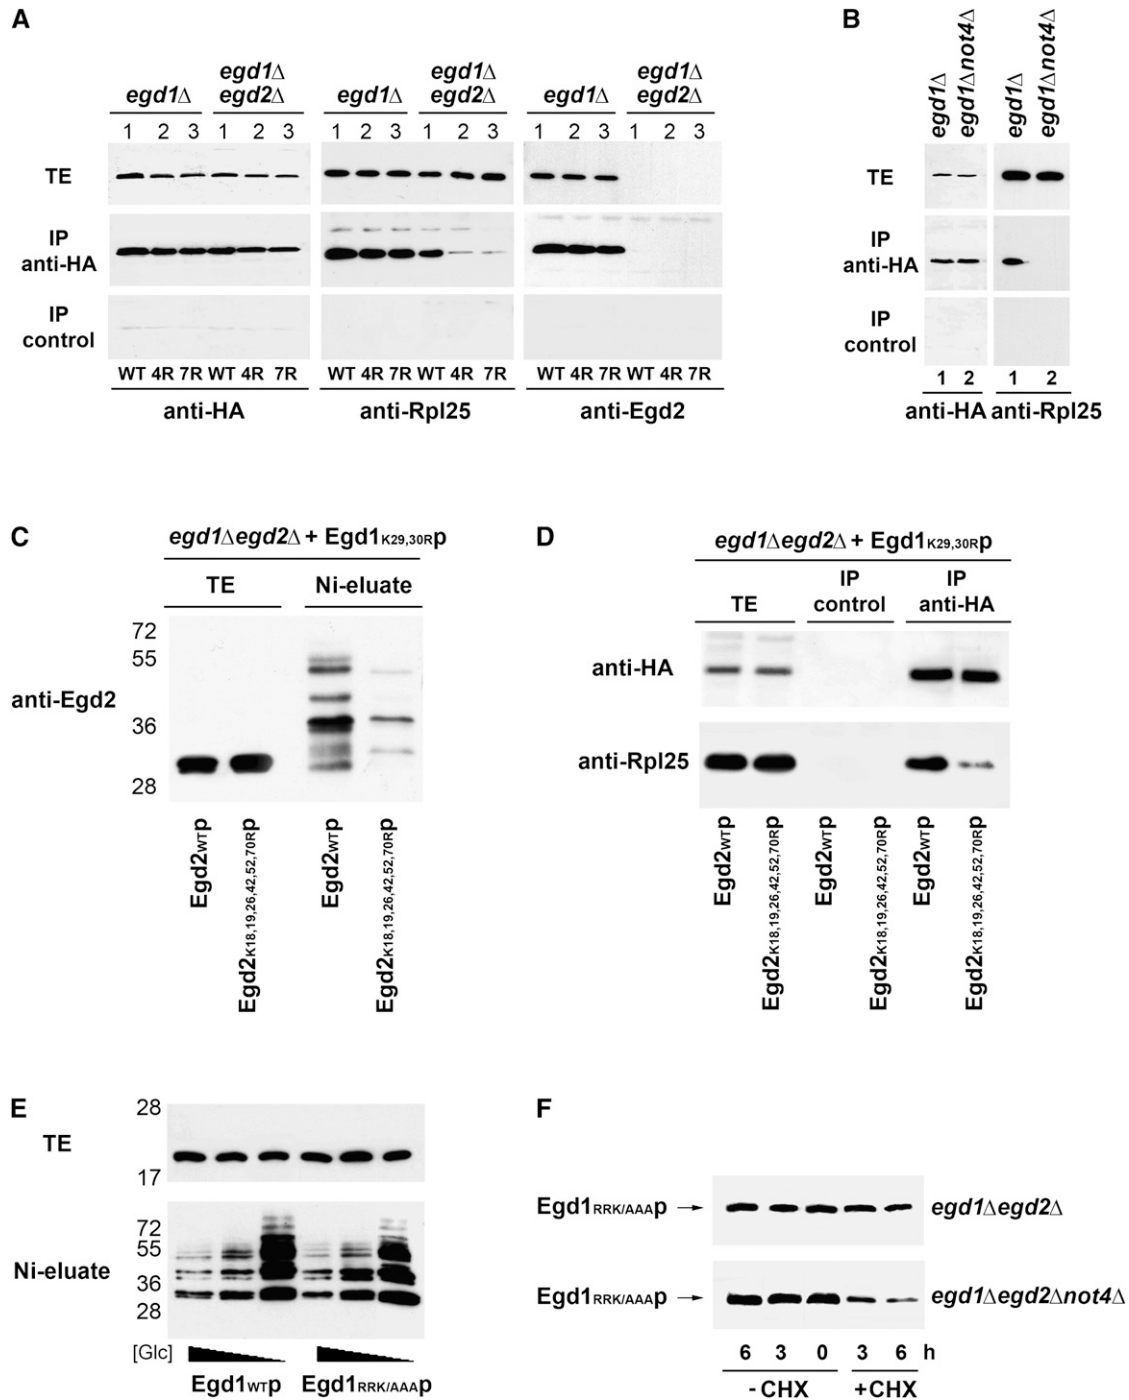 A
egd1Δ egd1Δ egd2Δ egd1Δ egd1Δ egd2Δ egd1Δ egd1Δ egd2Δ
1 2 3 1 2 3 1 2 3 1 2 3 1 2 3 1 2 3
TE
IP anti-HA
IP control
WT 4R 7R WT 4R 7R WT 4R 7R WT 4R 7R WT 4R 7R WT 4R 7R
anti-HA anti-Rpl25 anti-Egd2
B
egd1Δ egd1Δnot4Δ egd1Δ egd1Δnot4Δ
TE
IP anti-HA
IP control
1 2 1 2
anti-HA anti-Rpl25
C
egd1Δegd2Δ + Egd1K29,30Rp
TE Ni-eluate
72
55
anti-Egd2
36
28
Egd2WTp Egd2K18,19,26,42,52,70Rp Egd2WTp Egd2K18,19,26,42,52,70Rp
D
egd1Δegd2Δ + Egd1K29,30Rp
TE IP control IP anti-HA
anti-HA
anti-Rpl25
Egd2WTp Egd2K18,19,26,42,52,70Rp Egd2WTp Egd2K18,19,26,42,52,70Rp Egd2WTp Egd2K18,19,26,42,52,70Rp
E
28
TE
17
72
55
Ni-eluate
36
28
[Glc]
Egd1WTp Egd1RRK/AAAp
F
Egd1RRK/AAAp → egd1Δegd2Δ
Egd1RRK/AAAp → egd1Δegd2Δnot4Δ
6 3 0 3 6 h
- CHX + CHX